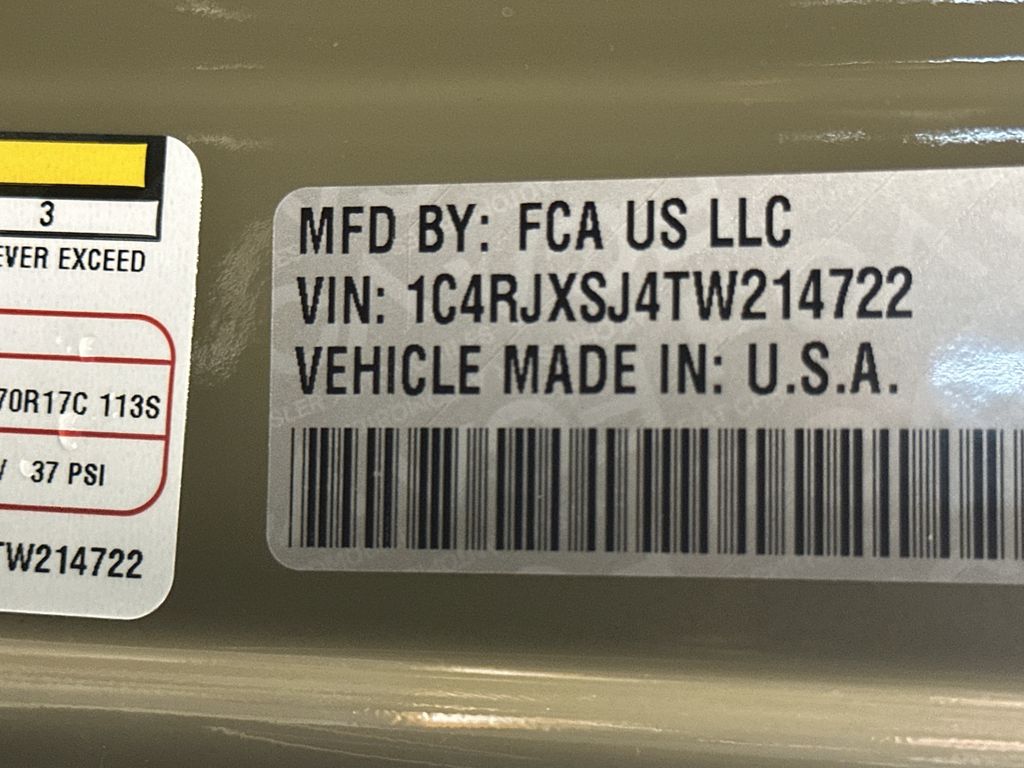 3
EVER EXCEED
70R17C 113S
/ 37 PSI
TW214722
MFD BY: FCA US LLC
VIN: 1C4RJXSJ4TW214722
VEHICLE MADE IN: U.S.A.